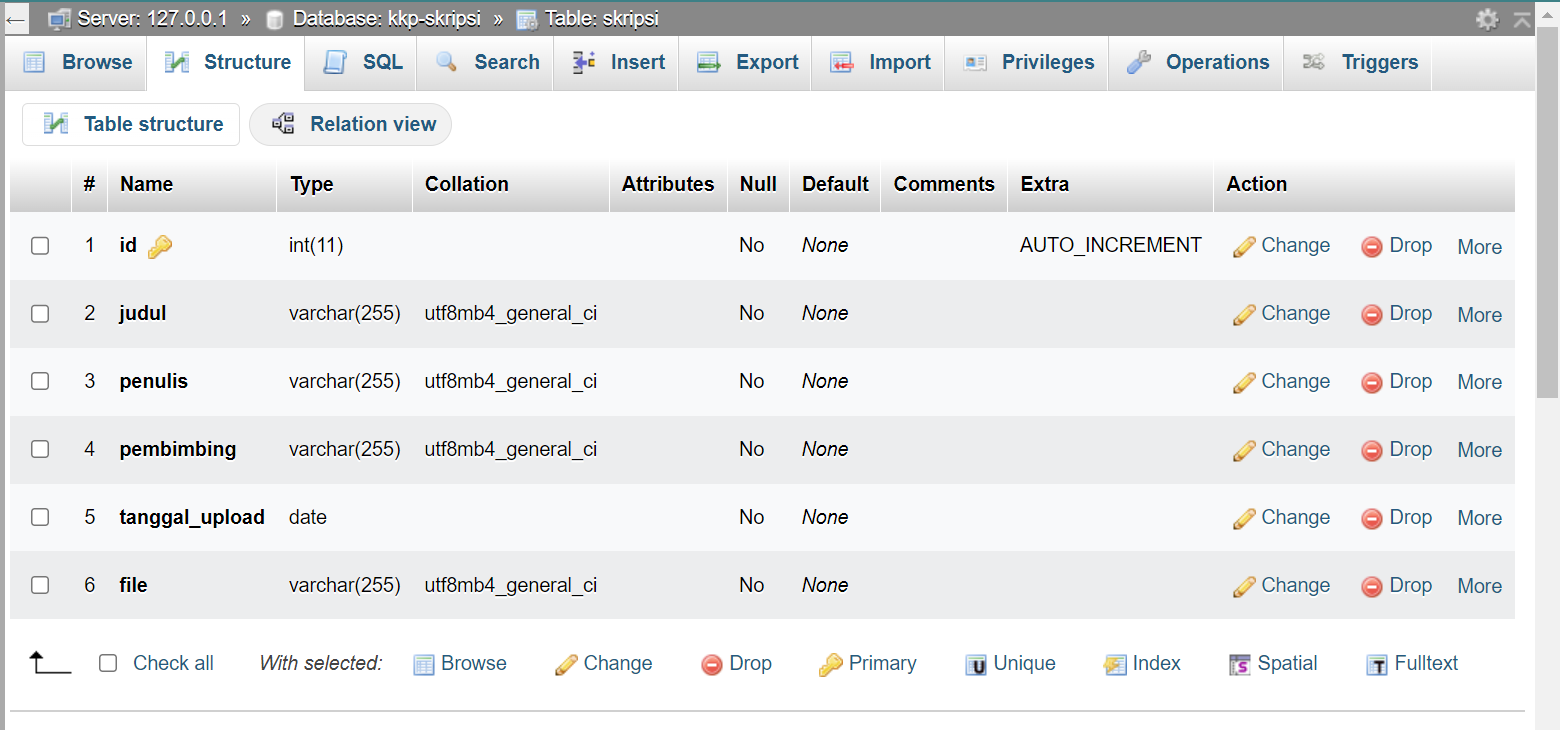 ← Server: 127.0.0.1 » Database: kkp-skripsi » Table: skripsi
Browse Structure SQL Search Insert Export Import Privileges Operations Triggers
Table structure Relation view
# Name Type Collation Attributes Null Default Comments Extra Action
1 id int(11) No None AUTO_INCREMENT Change Drop More
2 judul varchar(255) utf8mb4_general_ci No None Change Drop More
3 penulis varchar(255) utf8mb4_general_ci No None Change Drop More
4 pembimbing varchar(255) utf8mb4_general_ci No None Change Drop More
5 tanggal_upload date No None Change Drop More
6 file varchar(255) utf8mb4_general_ci No None Change Drop More
Check all With selected: Browse Change Drop Primary Unique Index Spatial Fulltext